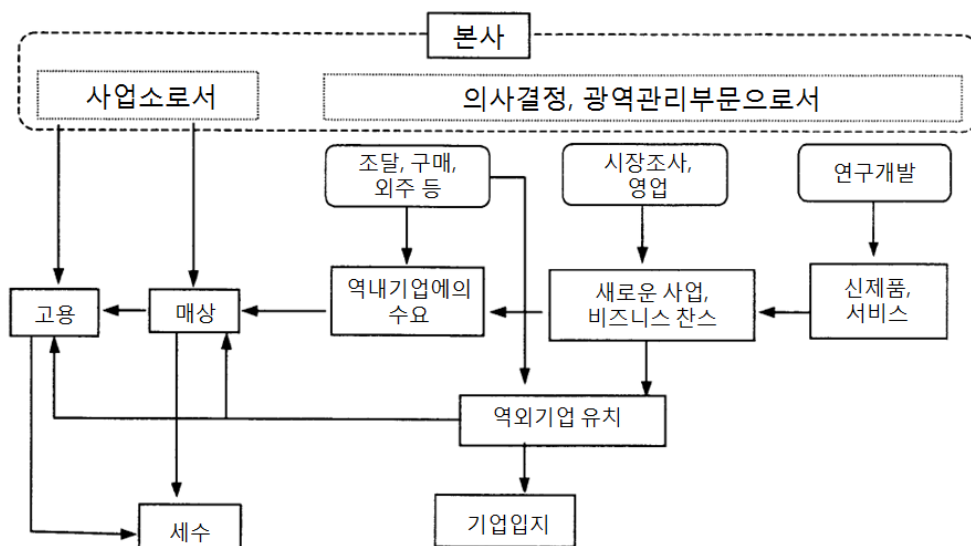 본사
사업소로서
의사결정, 광역관리부문으로서
조달, 구매,
외주 등
시장조사,
영업
연구개발
고용
매상
역내기업에의
수요
새로운 사업,
비즈니스 찬스
신제품,
서비스
역외기업 유치
세수
기업입지